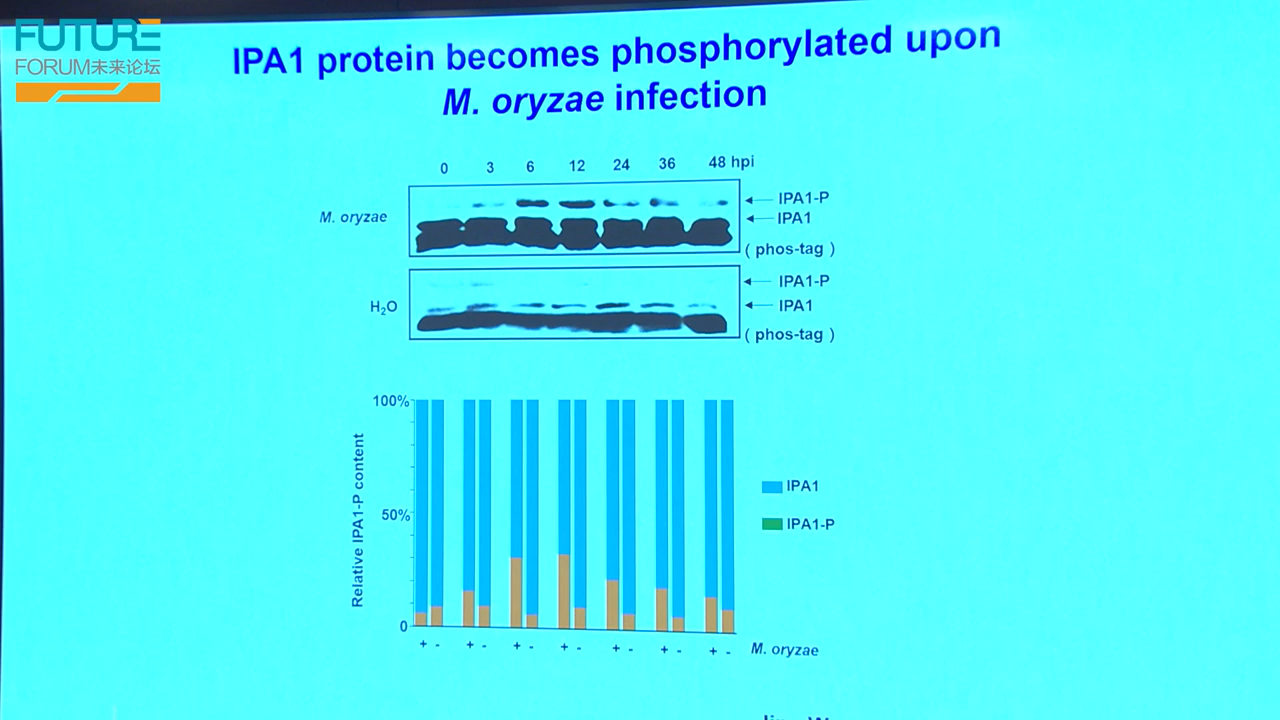 FUTURE
FORUM未来论坛
IPA1 protein becomes phosphorylated upon
M. oryzae infection
0 3 6 12 24 36 48 hpi
M. oryzae
IPA1-P
IPA1
( phos-tag )
H₂O
IPA1-P
IPA1
( phos-tag )
Relative IPA1-P content
100%
50%
0
IPA1
IPA1-P
+ - + - + - + - + - + - + - M. oryzae